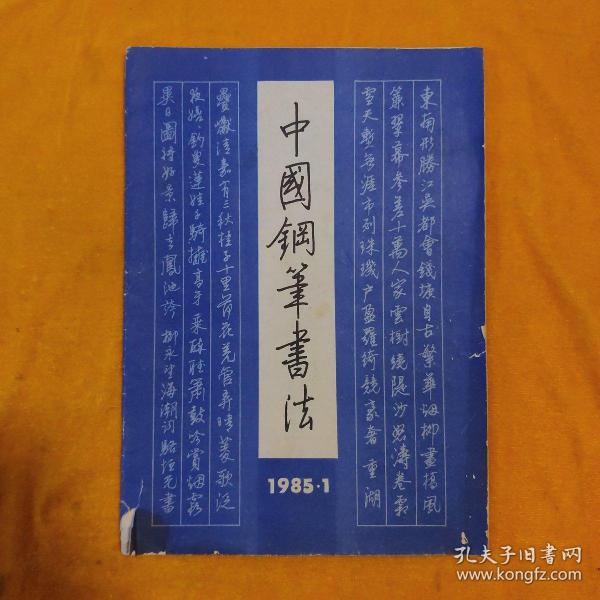 中國鋼筆書法
1985·1
東南形勝江吴都會錢塘自古繁華烟柳畫橋風
簾翠幕參差十萬人家雲樹繞隄沙怒濤卷霜
雪天塹無涯市列珠璣户盈羅綺競豪奢 重湖
疊巘清嘉有三秋桂子十里荷花羌管弄晴菱歌泛
夜嬉〻釣叟蓮娃千騎擁高牙乘醉聽簫鼓吟賞烟霞
異日圖將好景歸去鳳池誇 柳永望海潮詞駱恒光書
孔夫子旧书网
www.kongfz.com